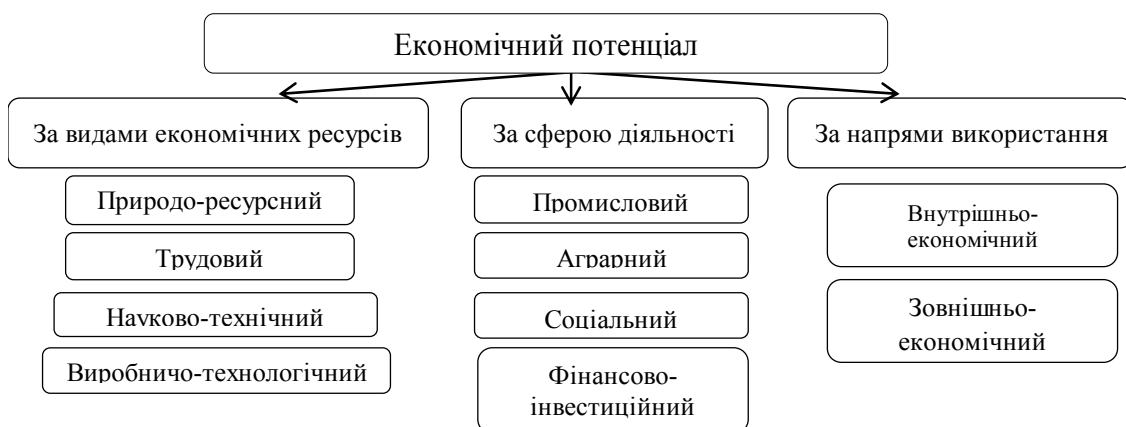 Економічний потенціал
За видами економічних ресурсів
Природо-ресурсний
Трудовий
Науково-технічний
Виробничо-технологічний
За сферою діяльності
Промисловий
Аграрний
Соціальний
Фінансово-
інвестиційний
За напрями використання
Внутрішньо-
економічний
Зовнішньо-
економічний